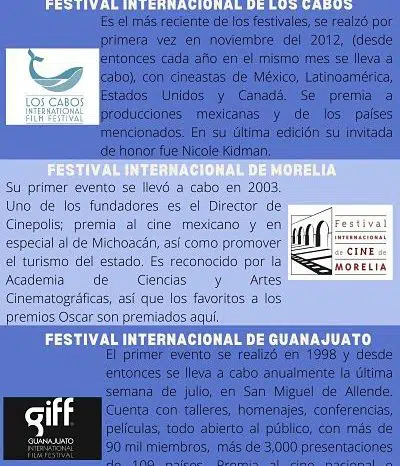 FESTIVAL INTERNACIONAL DE LOS CABOS
Es el más reciente de los festivales, se realzó por
primera vez en noviembre del 2012, (desde
entonces cada año en el mismo mes se lleva a
cabo), con cineastas de México, Latinoamérica,
Estados Unidos y Canadá. Se premia a
producciones mexicanas y de los países
mencionados. En su última edición su invitada
de honor fue Nicole Kidman.
LOS CABOS
INTERNATIONAL
FILM FESTIVAL
FESTIVAL INTERNACIONAL DE MORELIA
Su primer evento se llevó a cabo en 2003.
Uno de los fundadores es el Director de
Cinepolis; premia al cine mexicano y en
especial al de Michoacán, así como promover
el turismo del estado. Es reconocido por la
Academia de Ciencias y Artes
Cinematográficas, así que los favoritos a los
premios Oscar son premiados aquí.
Festival
INTERNACIONAL
de CINE de
MORELIA
FESTIVAL INTERNACIONAL DE GUANAJUATO
El primer evento se realizó en 1998 y desde
entonces se lleva a cabo anualmente la última
semana de julio, en San Miguel de Allende.
Cuenta con talleres, homenajes, conferencias,
películas, todo abierto al público, con más de
90 mil miembros, más de 3,000 presentaciones
de 109 países. Premia al cine nacional e
giff
GUANAJUATO
INTERNATIONAL
FILM FESTIVAL